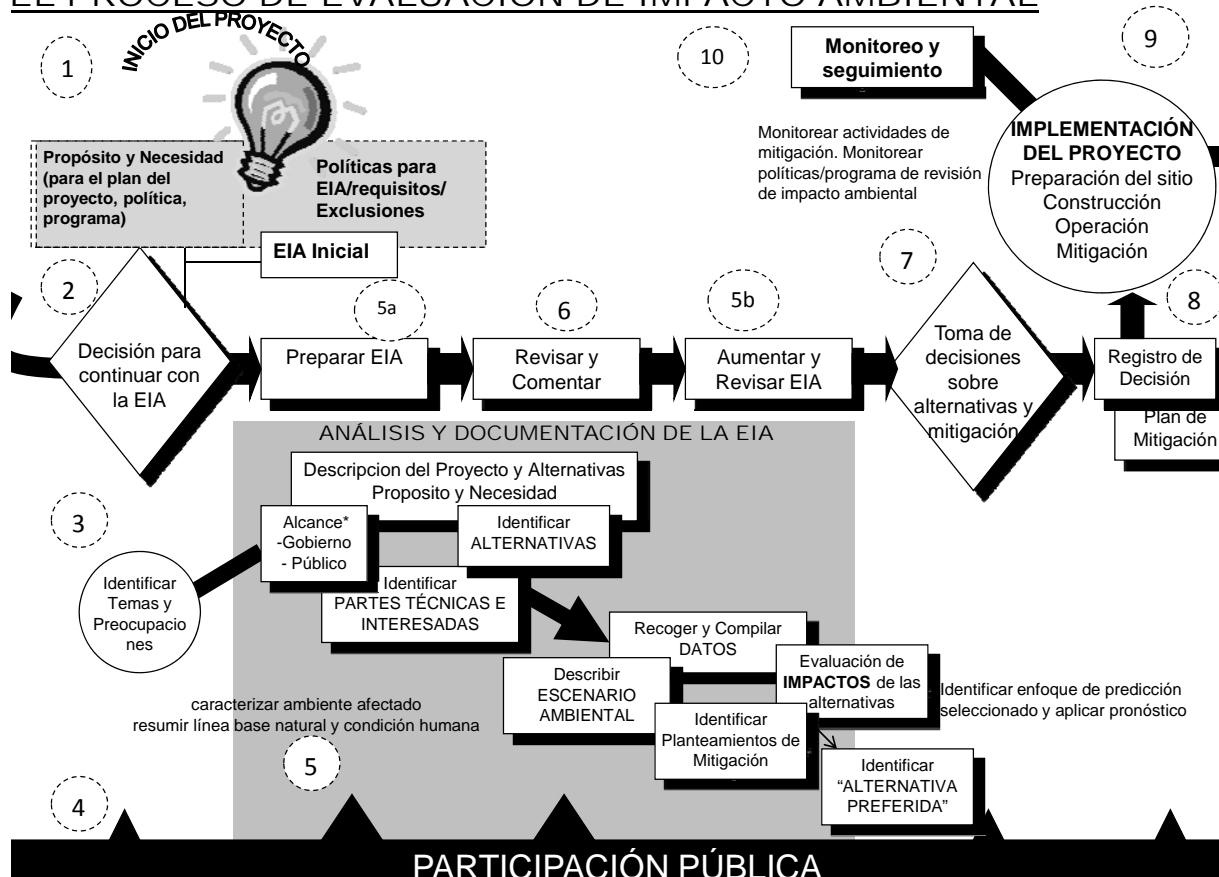 EL PROCESO DE EVALUACIÓN DE IMPACTO AMBIENTAL
1
INICIO DEL PROYECTO
Propósito y Necesidad
(para el plan del
proyecto, política,
programa)
Políticas para
EIA/requisitos/
Exclusiones
EIA Inicial
10
Monitoreo y
seguimiento
Monitorear actividades de
mitigación. Monitorear
políticas/programa de revisión
de impacto ambiental
9
IMPLEMENTACIÓN
DEL PROYECTO
Preparación del sitio
Construcción
Operación
Mitigación
2
Decisión para
continuar con
la EIA
5a
Preparar EIA
6
Revisar y
Comentar
5b
Aumentar y
Revisar EIA
7
Toma de
decisiones
sobre
alternativas y
mitigación
8
Registro de
Decisión
Plan de
Mitigación
ANÁLISIS Y DOCUMENTACIÓN DE LA EIA
Descripcion del Proyecto y Alternativas
Proposito y Necesidad
3
Identificar
Temas y
Preocupacio
nes
Alcance*
-Gobierno
- Público
Identificar
ALTERNATIVAS
Identificar
PARTES TÉCNICAS E
INTERESADAS
Recoger y Compilar
DATOS
Describir
ESCENARIO
AMBIENTAL
Evaluación de
IMPACTOS de las
alternativas
Identificar enfoque de predicción
seleccionado y aplicar pronóstico
caracterizar ambiente afectado
resumir línea base natural y condición humana
Identificar
Planteamientos de
Mitigación
Identificar
“ALTERNATIVA
PREFERIDA”
5
4
PARTICIPACIÓN PÚBLICA